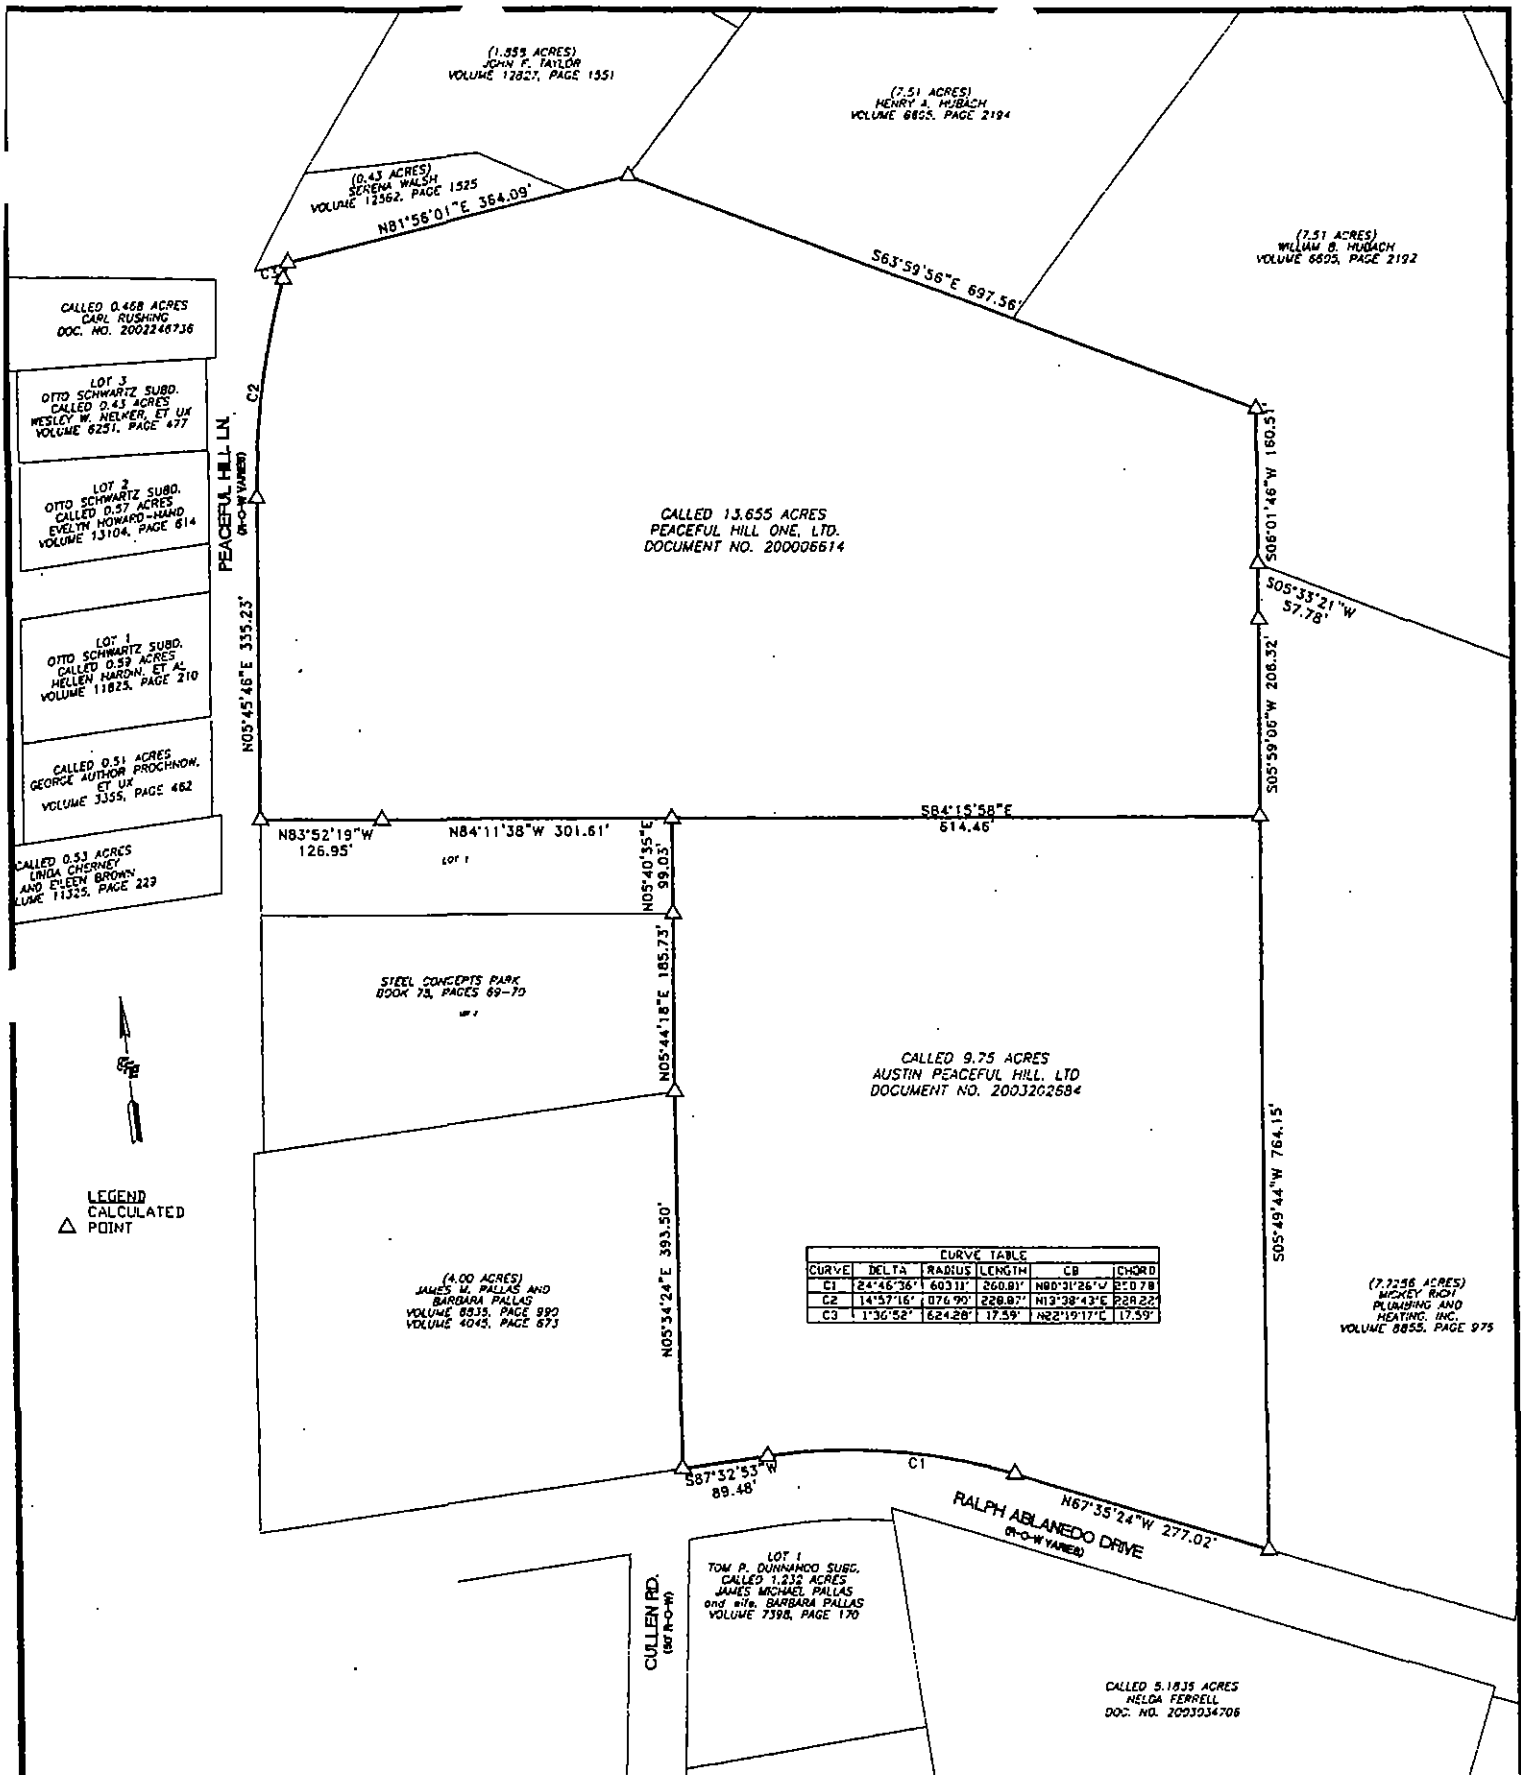 (1.555 ACRES)
JOHN F. TAYLOR
VOLUME 12827, PAGE 1551
(7.51 ACRES)
HENRY A. HUBACH
VOLUME 6695, PAGE 2194
(0.43 ACRES)
SERENA WALSH
VOLUME 12562, PAGE 1525
N81°56'01"E 364.09'
(7.51 ACRES)
WILLIAM B. HUBACH
VOLUME 6695, PAGE 2192
S63°59'56"E 697.56'
C3
CALLED 0.468 ACRES
CARL RUSHING
DOC. NO. 2002246736
LOT 3
OTTO SCHWARTZ SUBD.
CALLED 0.43 ACRES
WESLEY W. NELKER, ET UX
VOLUME 6251, PAGE 477
C2
PEACEFUL HILL LN.
(R-O-W VARIES)
LOT 2
OTTO SCHWARTZ SUBD.
CALLED 0.57 ACRES
EVELYN HOWARD-HAND
VOLUME 13104, PAGE 614
CALLED 13.655 ACRES
PEACEFUL HILL ONE, LTD.
DOCUMENT NO. 200006614
S06°01'46"W 160.51'
S05°33'21"W
57.78'
LOT 1
OTTO SCHWARTZ SUBD.
CALLED 0.59 ACRES
HELLEN HARDIN, ET AL
VOLUME 11825, PAGE 210
N05°45'46"E 335.23'
S05°59'06"W 206.32'
CALLED 0.51 ACRES
GEORGE AUTHOR PROCHNOW,
ET UX
VOLUME 3355, PAGE 462
N83°52'19"W
126.95'
N84°11'38"W 301.61'
S84°15'58"E
614.46'
LOT 1
N05°40'35"E
99.03'
CALLED 0.53 ACRES
LINDA CHERNEY
AND EILEEN BROWN
LUME 11325, PAGE 229
STEEL CONCEPTS PARK
BOOK 75, PAGES 69-70
N05°44'18"E 185.73'
CALLED 9.75 ACRES
AUSTIN PEACEFUL HILL, LTD
DOCUMENT NO. 2003202684
S05°49'44"W 764.15'
LEGEND
CALCULATED
POINT
N05°34'24"E 393.50'
(4.00 ACRES)
JAMES M. PALLAS AND
BARBARA PALLAS
VOLUME 8535, PAGE 990
VOLUME 4045, PAGE 673
CURVE TABLE
CURVE DELTA RADIUS LENGTH CB CHORD
C1 24°46'36" 603.11' 260.81' N80°31'26"W
C2 14°57'16" 228.87' N13°38'43"E 228.22'
C3 1°36'52" 624.28' 17.59' N22°19'17"E 17.59'
(7.7256 ACRES)
MICKEY RICH
PLUMBING AND
HEATING, INC.
VOLUME 8855, PAGE 975
S87°32'53"W
89.48'
C1
N67°35'24"W 277.02'
RALPH ABLANEDO DRIVE
(R-O-W VARIES)
CULLEN RD.
(50' R-O-W)
LOT 1
TOM P. DUNNAHOO SUBD.
CALLED 1.232 ACRES
JAMES MICHAEL PALLAS
and wife, BARBARA PALLAS
VOLUME 7398, PAGE 170
CALLED 5.1835 ACRES
NELDA FERRELL
DOC. NO. 2003034706